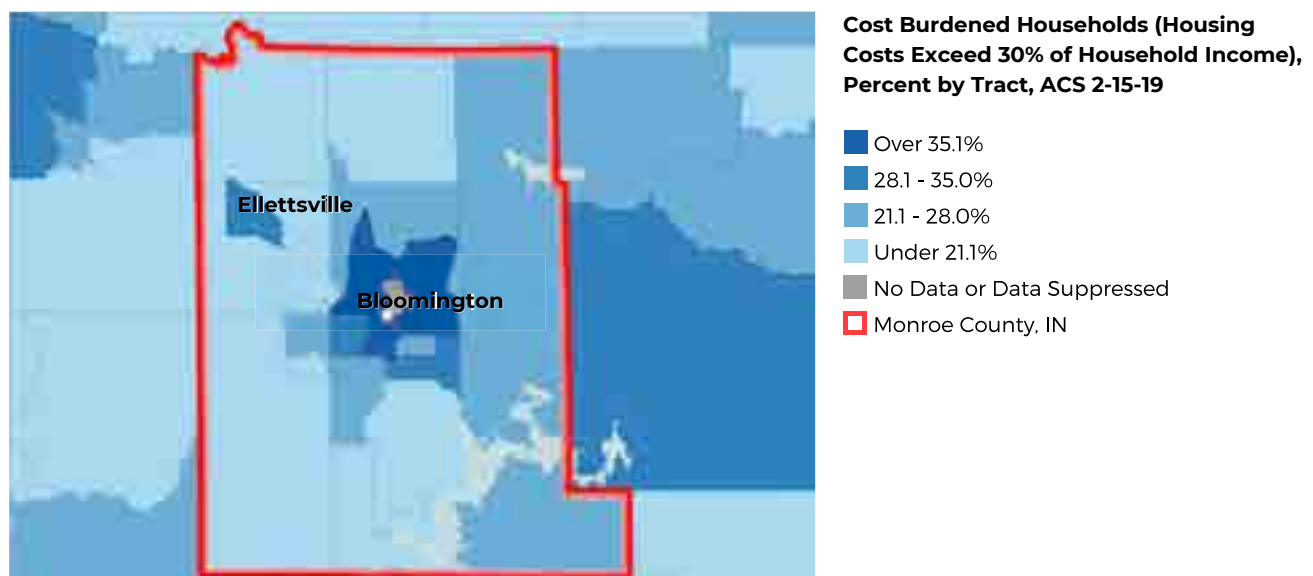 Cost Burdened Households (Housing
Costs Exceed 30% of Household Income),
Percent by Tract, ACS 2-15-19
Over 35.1%
28.1 - 35.0%
21.1 - 28.0%
Under 21.1%
No Data or Data Suppressed
Monroe County, IN
Ellettsville
Bloomington